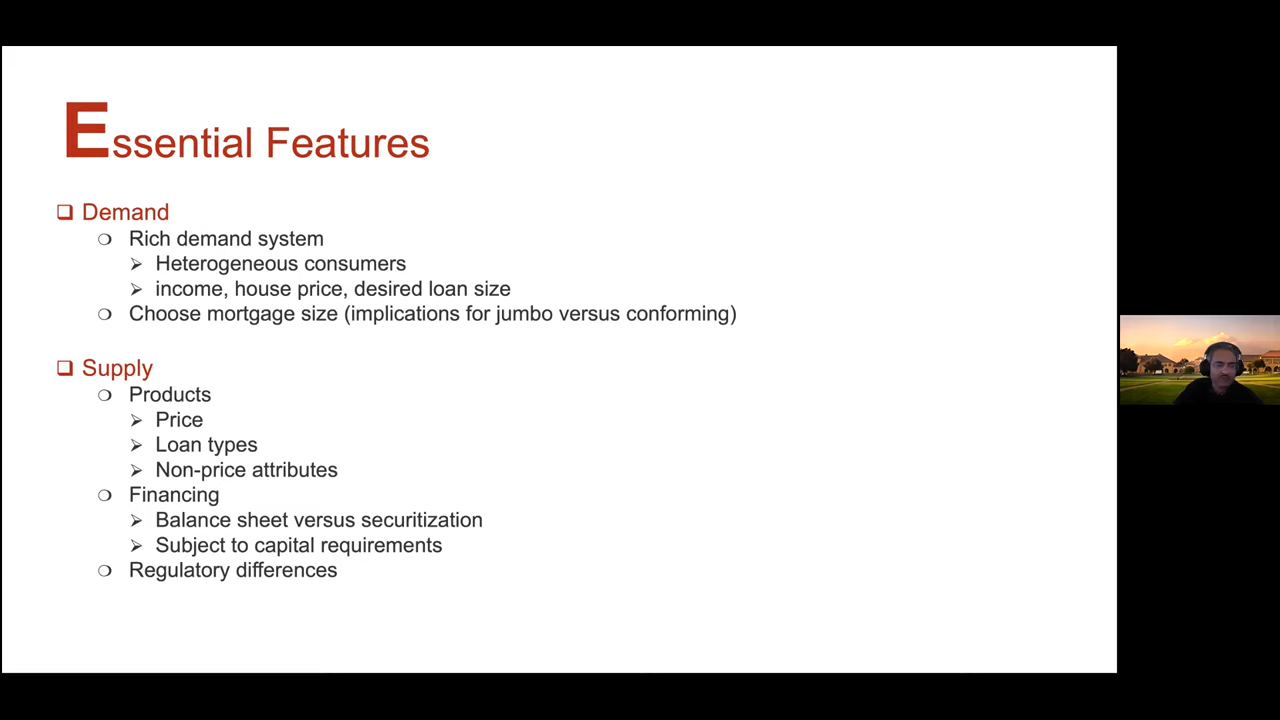 Essential Features
Demand
Rich demand system
Heterogeneous consumers
income, house price, desired loan size
Choose mortgage size (implications for jumbo versus conforming)
Supply
Products
Price
Loan types
Non-price attributes
Financing
Balance sheet versus securitization
Subject to capital requirements
Regulatory differences